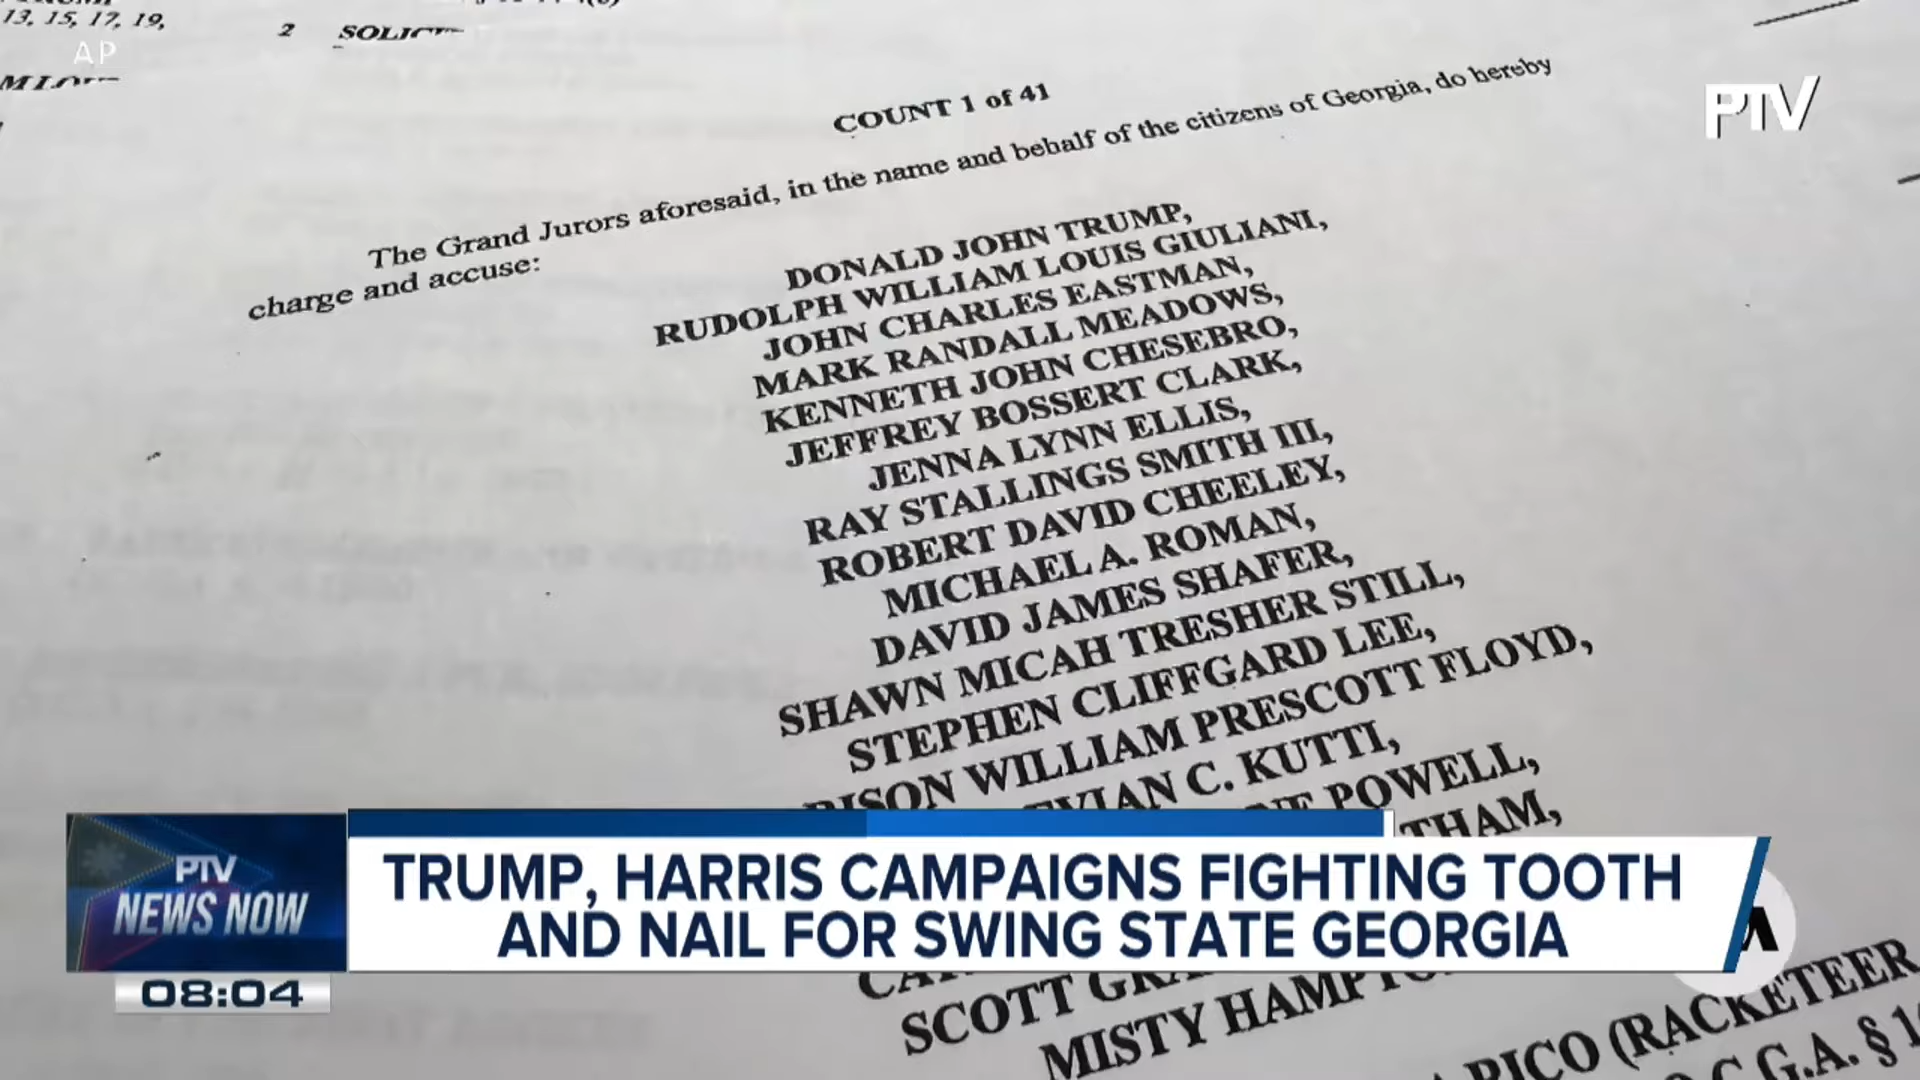 13, 15, 17, 19,
2
AP
COUNT 1 of 41
PTV
The Grand Jurors aforesaid, in the name and behalf of the citizens of Georgia, do hereby
charge and accuse:
DONALD JOHN TRUMP,
RUDOLPH WILLIAM LOUIS GIULIANI,
JOHN CHARLES EASTMAN,
MARK RANDALL MEADOWS,
KENNETH JOHN CHESEBRO,
JEFFREY BOSSERT CLARK,
JENNA LYNN ELLIS,
RAY STALLINGS SMITH III,
ROBERT DAVID CHEELEY,
MICHAEL A. ROMAN,
DAVID JAMES SHAFER,
SHAWN MICAH TRESHER STILL,
STEPHEN CLIFFGARD LEE,
WILLIAM PRESCOTT FLOYD,
C. KUTTI,
POWELL,
PTV
NEWS NOW
TRUMP, HARRIS CAMPAIGNS FIGHTING TOOTH
AND NAIL FOR SWING STATE GEORGIA
08:04
SCOTT
MISTY
RICO (RACKETEER
§